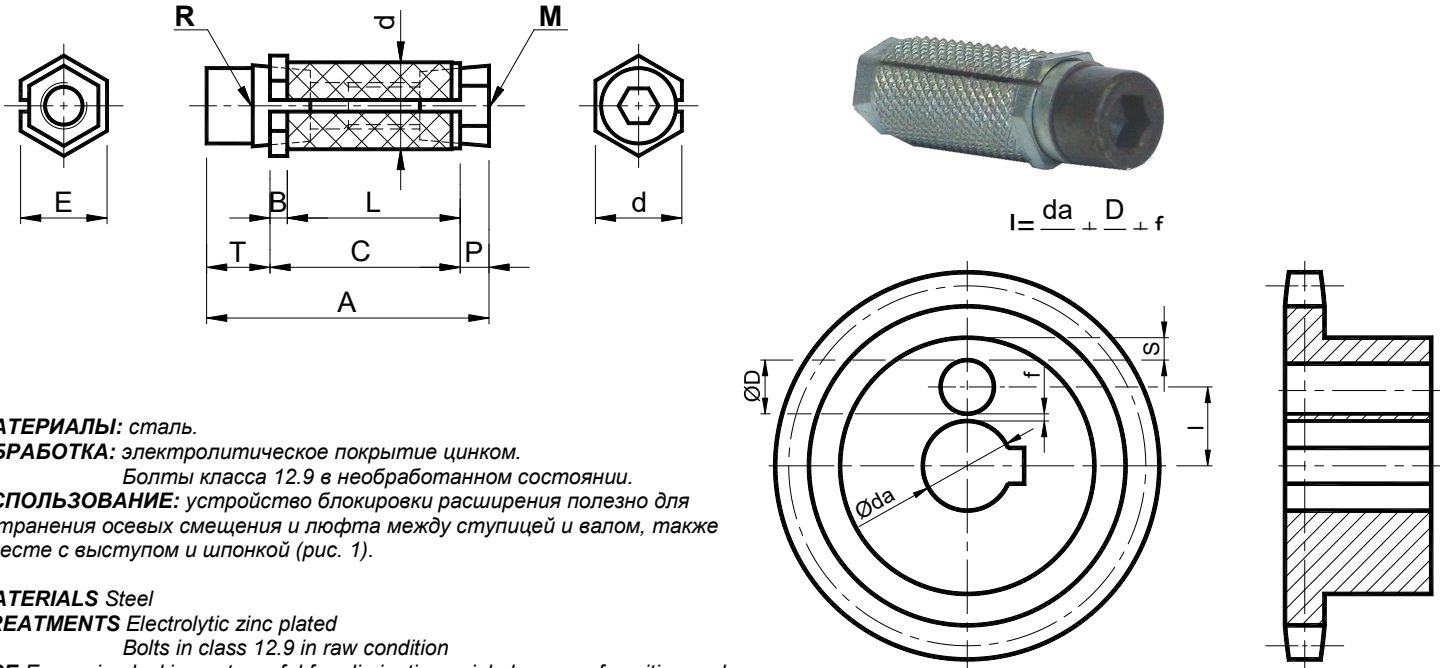 R
d
M
E
B
L
d
T
C
P
A
da D
l= + + f
ØD
f
S
l
Øda
АТЕРИАЛЫ: сталь.
БРАБОТКА: электролитическое покрытие цинком.
Болты класса 12.9 в необработанном состоянии.
СПОЛЬЗОВАНИЕ: устройство блокировки расширения полезно для
транения осевых смещения и люфта между ступицей и валом, также
есте с выступом и шпонкой (рис. 1).
ATERIALS Steel
REATMENTS Electrolytic zinc plated
Bolts in class 12.9 in raw condition